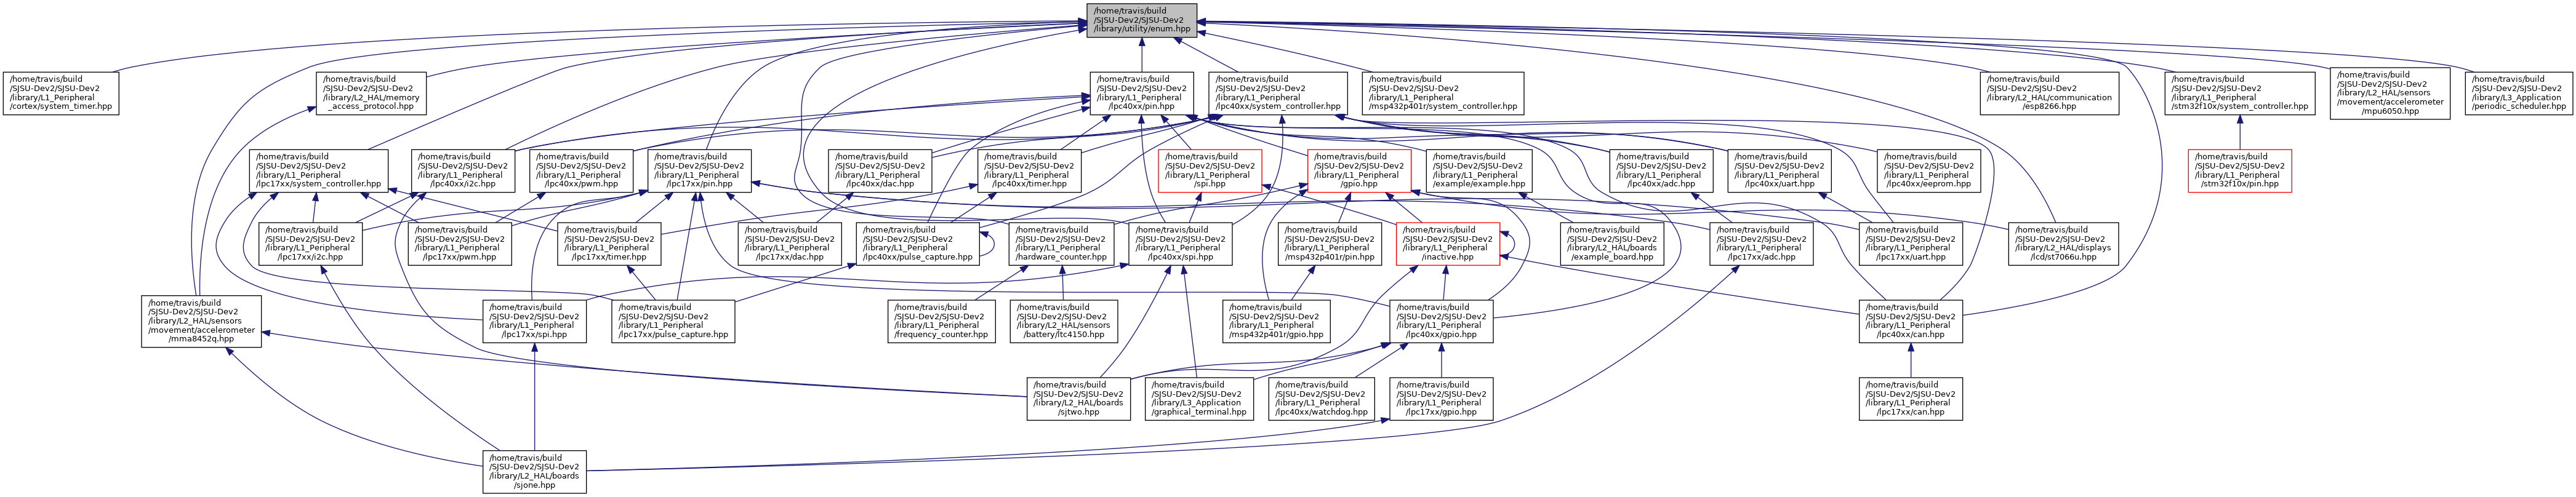 /home/travis/build
/SJSU-Dev2/SJSU-Dev2
/library/utility/enum.hpp
/home/travis/build
/SJSU-Dev2/SJSU-Dev2
/library/L1_Peripheral
/cortex/system_timer.hpp
/home/travis/build
/SJSU-Dev2/SJSU-Dev2
/library/L2_HAL/memory
_access_protocol.hpp
/home/travis/build
/SJSU-Dev2/SJSU-Dev2
/library/L1_Peripheral
/lpc40xx/pin.hpp
/home/travis/build
/SJSU-Dev2/SJSU-Dev2
/library/L1_Peripheral
/lpc40xx/system_controller.hpp
/home/travis/build
/SJSU-Dev2/SJSU-Dev2
/library/L1_Peripheral
/msp432p401r/system_controller.hpp
/home/travis/build
/SJSU-Dev2/SJSU-Dev2
/library/L2_HAL/communication
/esp8266.hpp
/home/travis/build
/SJSU-Dev2/SJSU-Dev2
/library/L1_Peripheral
/stm32f10x/system_controller.hpp
/home/travis/build
/SJSU-Dev2/SJSU-Dev2
/library/L2_HAL/sensors
/movement/accelerometer
/mpu6050.hpp
/home/travis/build
/SJSU-Dev2/SJSU-Dev2
/library/L3_Application
/periodic_scheduler.hpp
/home/travis/build
/SJSU-Dev2/SJSU-Dev2
/library/L1_Peripheral
/lpc17xx/system_controller.hpp
/home/travis/build
/SJSU-Dev2/SJSU-Dev2
/library/L1_Peripheral
/lpc40xx/i2c.hpp
/home/travis/build
/SJSU-Dev2/SJSU-Dev2
/library/L1_Peripheral
/lpc40xx/pwm.hpp
/home/travis/build
/SJSU-Dev2/SJSU-Dev2
/library/L1_Peripheral
/lpc17xx/pin.hpp
/home/travis/build
/SJSU-Dev2/SJSU-Dev2
/library/L1_Peripheral
/lpc40xx/dac.hpp
/home/travis/build
/SJSU-Dev2/SJSU-Dev2
/library/L1_Peripheral
/lpc40xx/timer.hpp
/home/travis/build
/SJSU-Dev2/SJSU-Dev2
/library/L1_Peripheral
/spi.hpp
/home/travis/build
/SJSU-Dev2/SJSU-Dev2
/library/L1_Peripheral
/gpio.hpp
/home/travis/build
/SJSU-Dev2/SJSU-Dev2
/library/L1_Peripheral
/example/example.hpp
/home/travis/build
/SJSU-Dev2/SJSU-Dev2
/library/L1_Peripheral
/lpc40xx/adc.hpp
/home/travis/build
/SJSU-Dev2/SJSU-Dev2
/library/L1_Peripheral
/lpc40xx/uart.hpp
/home/travis/build
/SJSU-Dev2/SJSU-Dev2
/library/L1_Peripheral
/lpc40xx/eeprom.hpp
/home/travis/build
/SJSU-Dev2/SJSU-Dev2
/library/L1_Peripheral
/stm32f10x/pin.hpp
/home/travis/build
/SJSU-Dev2/SJSU-Dev2
/library/L1_Peripheral
/lpc17xx/i2c.hpp
/home/travis/build
/SJSU-Dev2/SJSU-Dev2
/library/L1_Peripheral
/lpc17xx/pwm.hpp
/home/travis/build
/SJSU-Dev2/SJSU-Dev2
/library/L1_Peripheral
/lpc17xx/timer.hpp
/home/travis/build
/SJSU-Dev2/SJSU-Dev2
/library/L1_Peripheral
/lpc17xx/dac.hpp
/home/travis/build
/SJSU-Dev2/SJSU-Dev2
/library/L1_Peripheral
/lpc40xx/pulse_capture.hpp
/home/travis/build
/SJSU-Dev2/SJSU-Dev2
/library/L1_Peripheral
/hardware_counter.hpp
/home/travis/build
/SJSU-Dev2/SJSU-Dev2
/library/L1_Peripheral
/lpc40xx/spi.hpp
/home/travis/build
/SJSU-Dev2/SJSU-Dev2
/library/L1_Peripheral
/msp432p401r/pin.hpp
/home/travis/build
/SJSU-Dev2/SJSU-Dev2
/library/L1_Peripheral
/inactive.hpp
/home/travis/build
/SJSU-Dev2/SJSU-Dev2
/library/L2_HAL/boards
/example_board.hpp
/home/travis/build
/SJSU-Dev2/SJSU-Dev2
/library/L1_Peripheral
/lpc17xx/adc.hpp
/home/travis/build
/SJSU-Dev2/SJSU-Dev2
/library/L1_Peripheral
/lpc17xx/uart.hpp
/home/travis/build
/SJSU-Dev2/SJSU-Dev2
/library/L2_HAL/displays
/lcd/st7066u.hpp
/home/travis/build
/SJSU-Dev2/SJSU-Dev2
/library/L2_HAL/sensors
/movement/accelerometer
/mma8452q.hpp
/home/travis/build
/SJSU-Dev2/SJSU-Dev2
/library/L1_Peripheral
/lpc17xx/spi.hpp
/home/travis/build
/SJSU-Dev2/SJSU-Dev2
/library/L1_Peripheral
/lpc17xx/pulse_capture.hpp
/home/travis/build
/SJSU-Dev2/SJSU-Dev2
/library/L1_Peripheral
/frequency_counter.hpp
/home/travis/build
/SJSU-Dev2/SJSU-Dev2
/library/L2_HAL/sensors
/battery/ltc4150.hpp
/home/travis/build
/SJSU-Dev2/SJSU-Dev2
/library/L1_Peripheral
/msp432p401r/gpio.hpp
/home/travis/build
/SJSU-Dev2/SJSU-Dev2
/library/L1_Peripheral
/lpc40xx/gpio.hpp
/home/travis/build
/SJSU-Dev2/SJSU-Dev2
/library/L1_Peripheral
/lpc40xx/can.hpp
/home/travis/build
/SJSU-Dev2/SJSU-Dev2
/library/L2_HAL/boards
/sjtwo.hpp
/home/travis/build
/SJSU-Dev2/SJSU-Dev2
/library/L3_Application
/graphical_terminal.hpp
/home/travis/build
/SJSU-Dev2/SJSU-Dev2
/library/L1_Peripheral
/lpc40xx/watchdog.hpp
/home/travis/build
/SJSU-Dev2/SJSU-Dev2
/library/L1_Peripheral
/lpc17xx/gpio.hpp
/home/travis/build
/SJSU-Dev2/SJSU-Dev2
/library/L1_Peripheral
/lpc17xx/can.hpp
/home/travis/build
/SJSU-Dev2/SJSU-Dev2
/library/L2_HAL/boards
/sjone.hpp